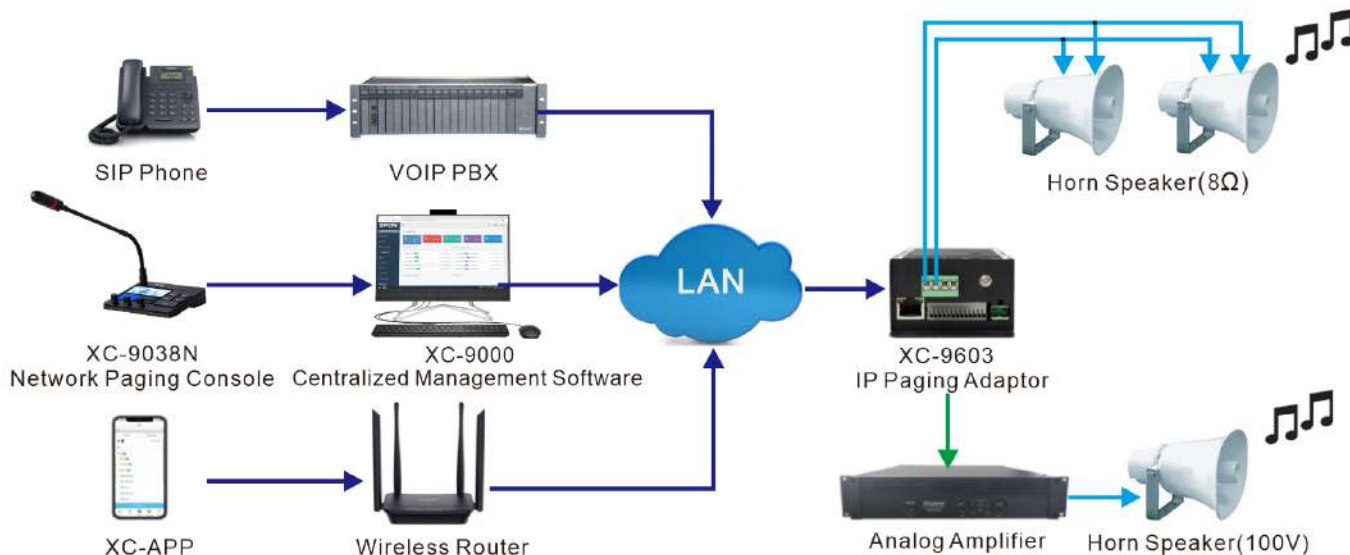 SIP Phone
VOIP PBX
Horn Speaker(8Ω)
LAN
XC-9038N
Network Paging Console
XC-9000
Centralized Management Software
XC-9603
IP Paging Adaptor
XC-APP
Wireless Router
Analog Amplifier
Horn Speaker(100V)